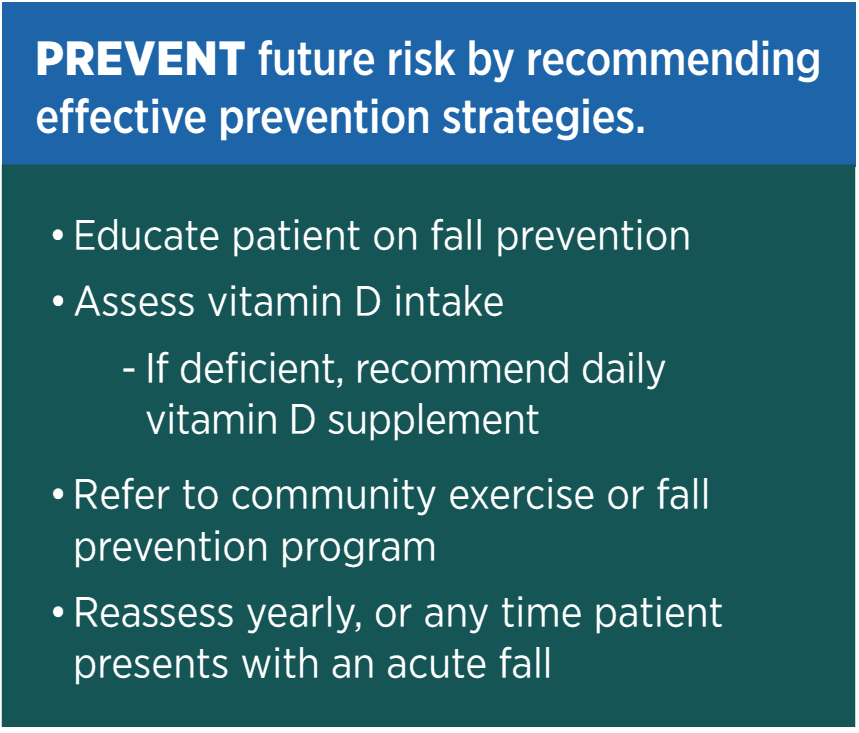 PREVENT future risk by recommending
effective prevention strategies.
• Educate patient on fall prevention
• Assess vitamin D intake
- If deficient, recommend daily
vitamin D supplement
• Refer to community exercise or fall
prevention program
• Reassess yearly, or any time patient
presents with an acute fall